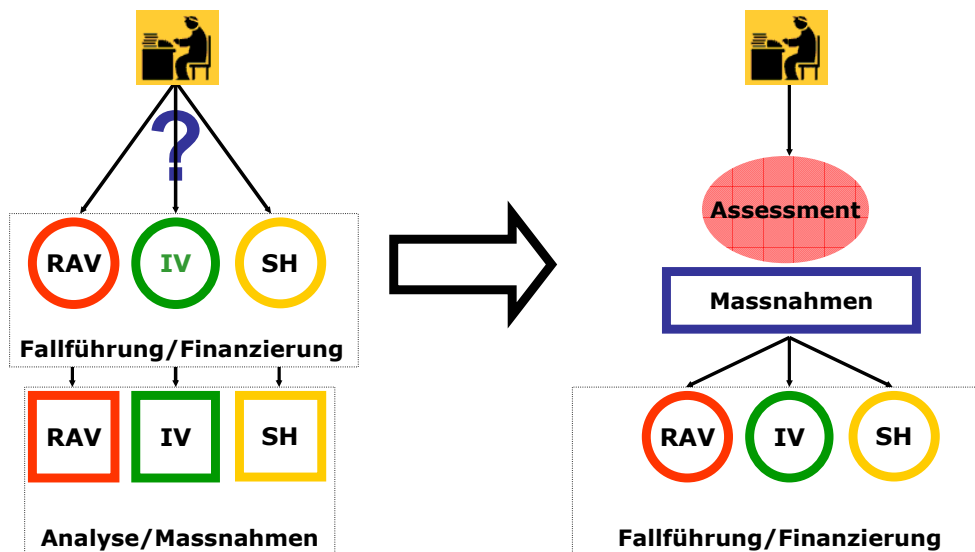 ?
RAV IV SH
Fallführung/Finanzierung
RAV IV SH
Analyse/Massnahmen
Assessment
Massnahmen
RAV IV SH
Fallführung/Finanzierung